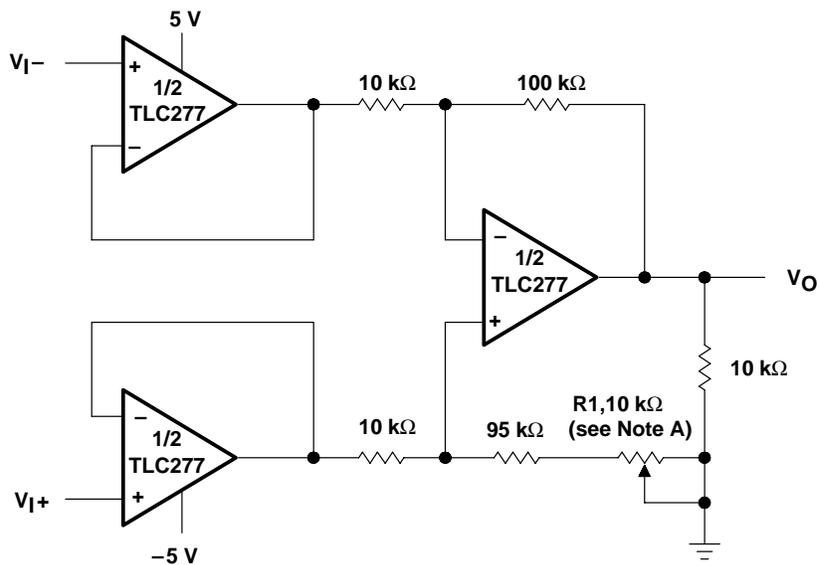 5 V
VI−
+
1/2
TLC277
−
10 kΩ
100 kΩ
−
1/2
TLC277
+
VO
10 kΩ
−
1/2
TLC277
+
VI+
−5 V
10 kΩ
95 kΩ
R1,10 kΩ
(see Note A)